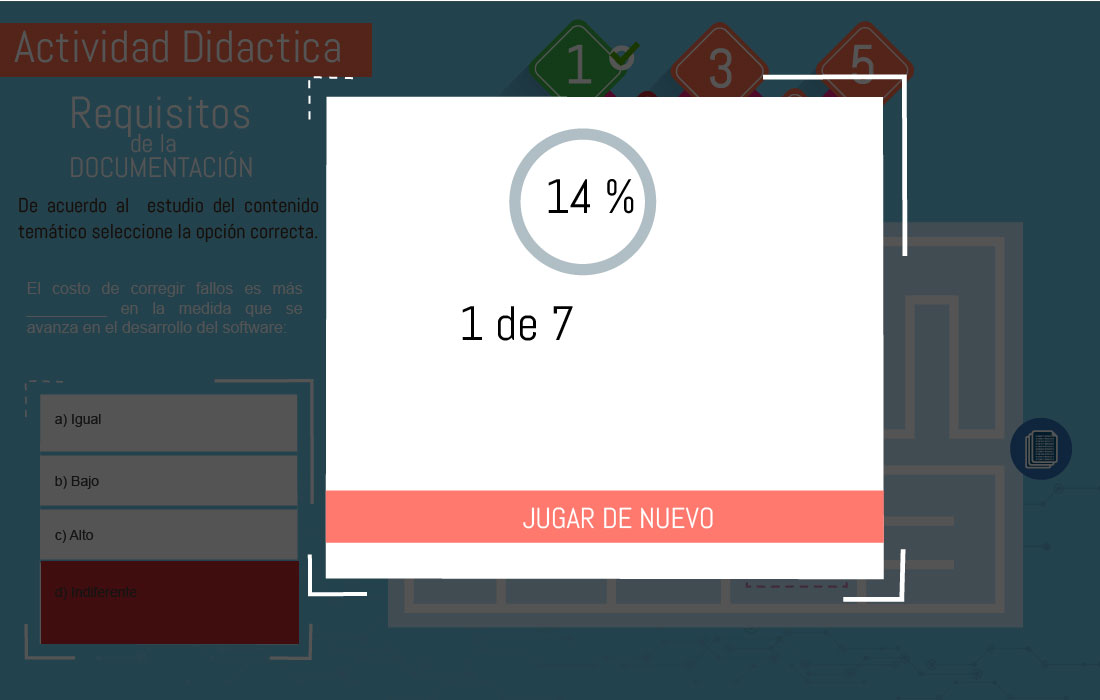 Actividad Didactica
1
3
5
Requisitos
de la
DOCUMENTACIÓN
De acuerdo al estudio del contenido
temático seleccione la opción correcta.
El costo de corregir fallos es más
_________ en la medida que se
avanza en el desarrollo del software:
a) Igual
b) Bajo
c) Alto
d) Indiferente
14 %
1 de 7
JUGAR DE NUEVO